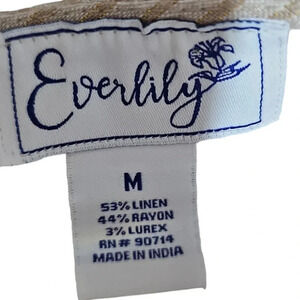 Everlily
M
53% LINEN
44% RAYON
3% LUREX
RN# 90714
MADE IN INDIA